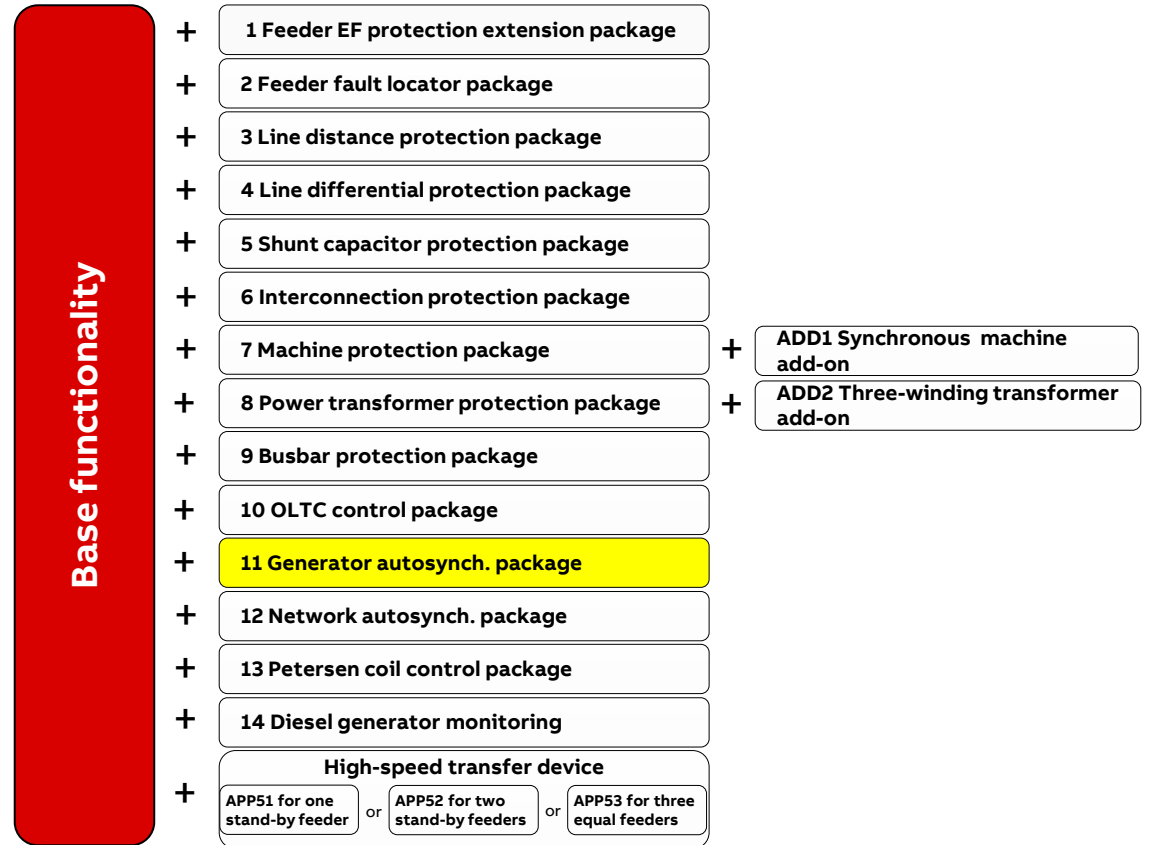 Base functionality
+ 1 Feeder EF protection extension package
+ 2 Feeder fault locator package
+ 3 Line distance protection package
+ 4 Line differential protection package
+ 5 Shunt capacitor protection package
+ 6 Interconnection protection package
+ 7 Machine protection package
+ ADD1 Synchronous machine
add-on
+ 8 Power transformer protection package
+ ADD2 Three-winding transformer
add-on
+ 9 Busbar protection package
+ 10 OLTC control package
+ 11 Generator autosynch. package
+ 12 Network autosynch. package
+ 13 Petersen coil control package
+ 14 Diesel generator monitoring
+ High-speed transfer device
APP51 for one
stand-by feeder
or
APP52 for two
stand-by feeders
or
APP53 for three
equal feeders